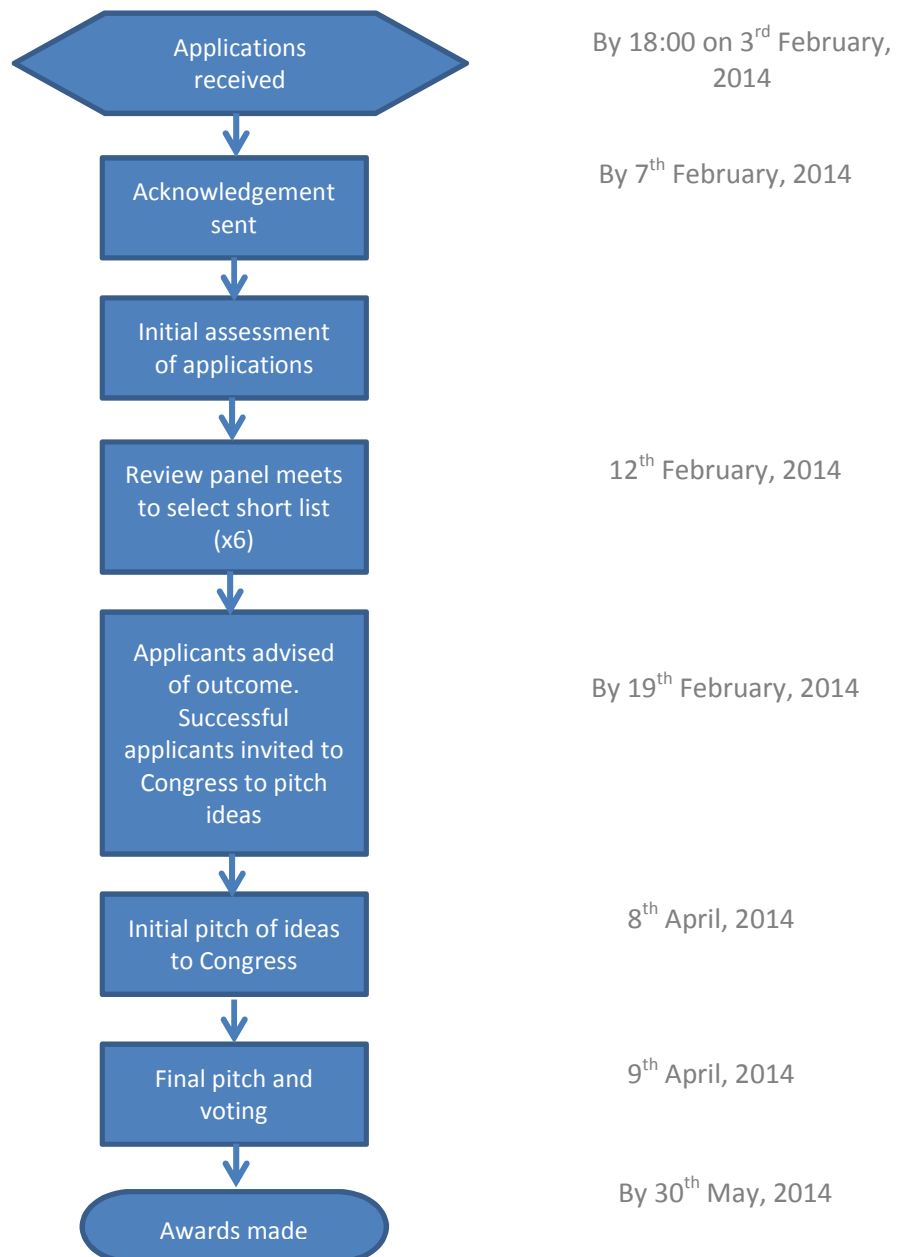 Applications
received
By 18:00 on 3rd February,
2014
Acknowledgement
sent
By 7th February, 2014
Initial assessment
of applications
Review panel meets
to select short list
(x6)
12th February, 2014
Applicants advised
of outcome.
Successful
applicants invited to
Congress to pitch
ideas
By 19th February, 2014
Initial pitch of ideas
to Congress
8th April, 2014
Final pitch and
voting
9th April, 2014
Awards made
By 30th May, 2014